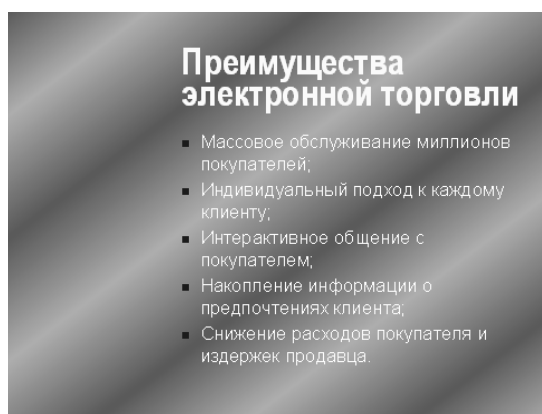 Преимущества
электронной торговли
Массовое обслуживание миллионов
покупателей;
Индивидуальный подход к каждому
клиенту;
Интерактивное общение с
покупателем;
Накопление информации о
предпочтениях клиента;
Снижение расходов покупателя и
издержек продавца.